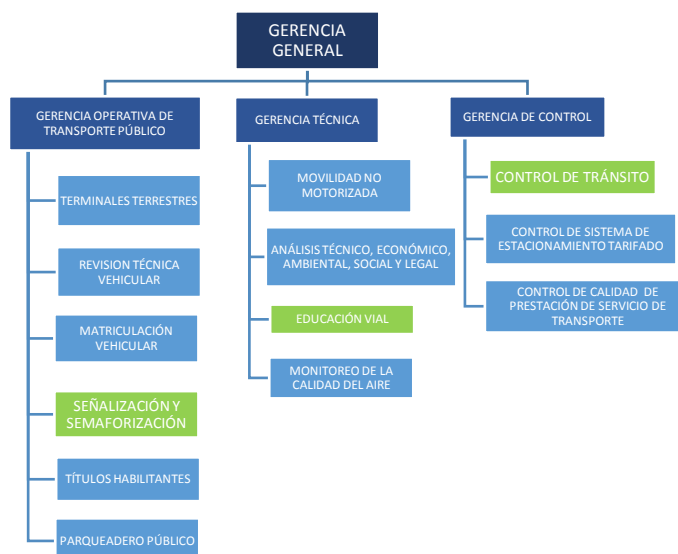 GERENCIA
GENERAL
GERENCIA OPERATIVA DE
TRANSPORTE PÚBLICO
TERMINALES TERRESTRES
REVISION TÉCNICA
VEHICULAR
MATRICULACIÓN
VEHICULAR
SEÑALIZACIÓN Y
SEMAFORIZACIÓN
TÍTULOS HABILITANTES
PARQUEADERO PÚBLICO
GERENCIA TÉCNICA
MOVILIDAD NO
MOTORIZADA
ANÁLISIS TÉCNICO, ECONÓMICO,
AMBIENTAL, SOCIAL Y LEGAL
EDUCACIÓN VIAL
MONITOREO DE LA
CALIDAD DEL AIRE
GERENCIA DE CONTROL
CONTROL DE TRÁNSITO
CONTROL DE SISTEMA DE
ESTACIONAMIENTO TARIFADO
CONTROL DE CALIDAD DE
PRESTACIÓN DE SERVICIO DE
TRANSPORTE